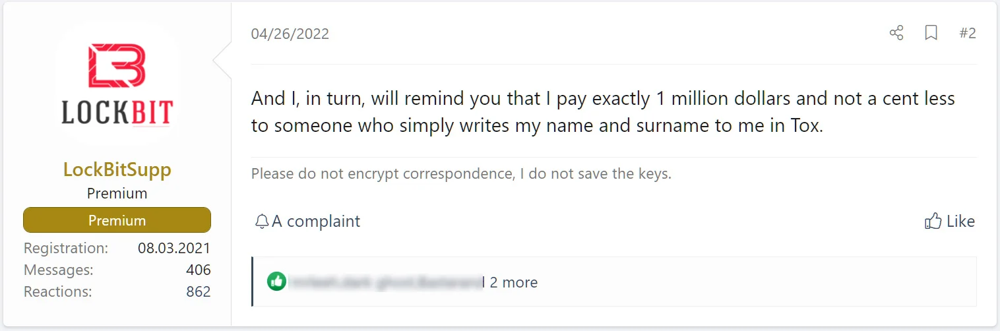 LOCKBIT
LockBitSupp
Premium
Premium
Registration: 08.03.2021
Messages: 406
Reactions: 862
04/26/2022
#2
And I, in turn, will remind you that I pay exactly 1 million dollars and not a cent less
to someone who simply writes my name and surname to me in Tox.
Please do not encrypt correspondence, I do not save the keys.
A complaint
Like
2 more